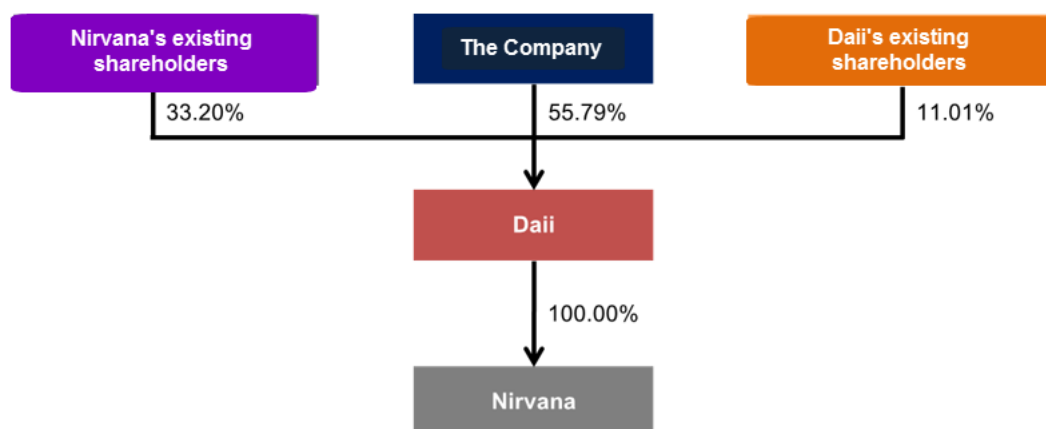 Nirvana's existing
shareholders
The Company
Daii's existing
shareholders
33.20%
55.79%
11.01%
Daii
100.00%
Nirvana